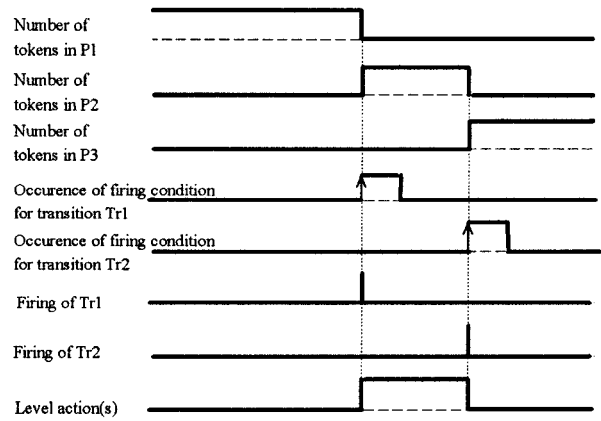 Number of
tokens in P1
Number of
tokens in P2
Number of
tokens in P3
Occurence of firing condition
for transition Tr1
Occurence of firing condition
for transition Tr2
Firing of Tr1
Firing of Tr2
Level action(s)